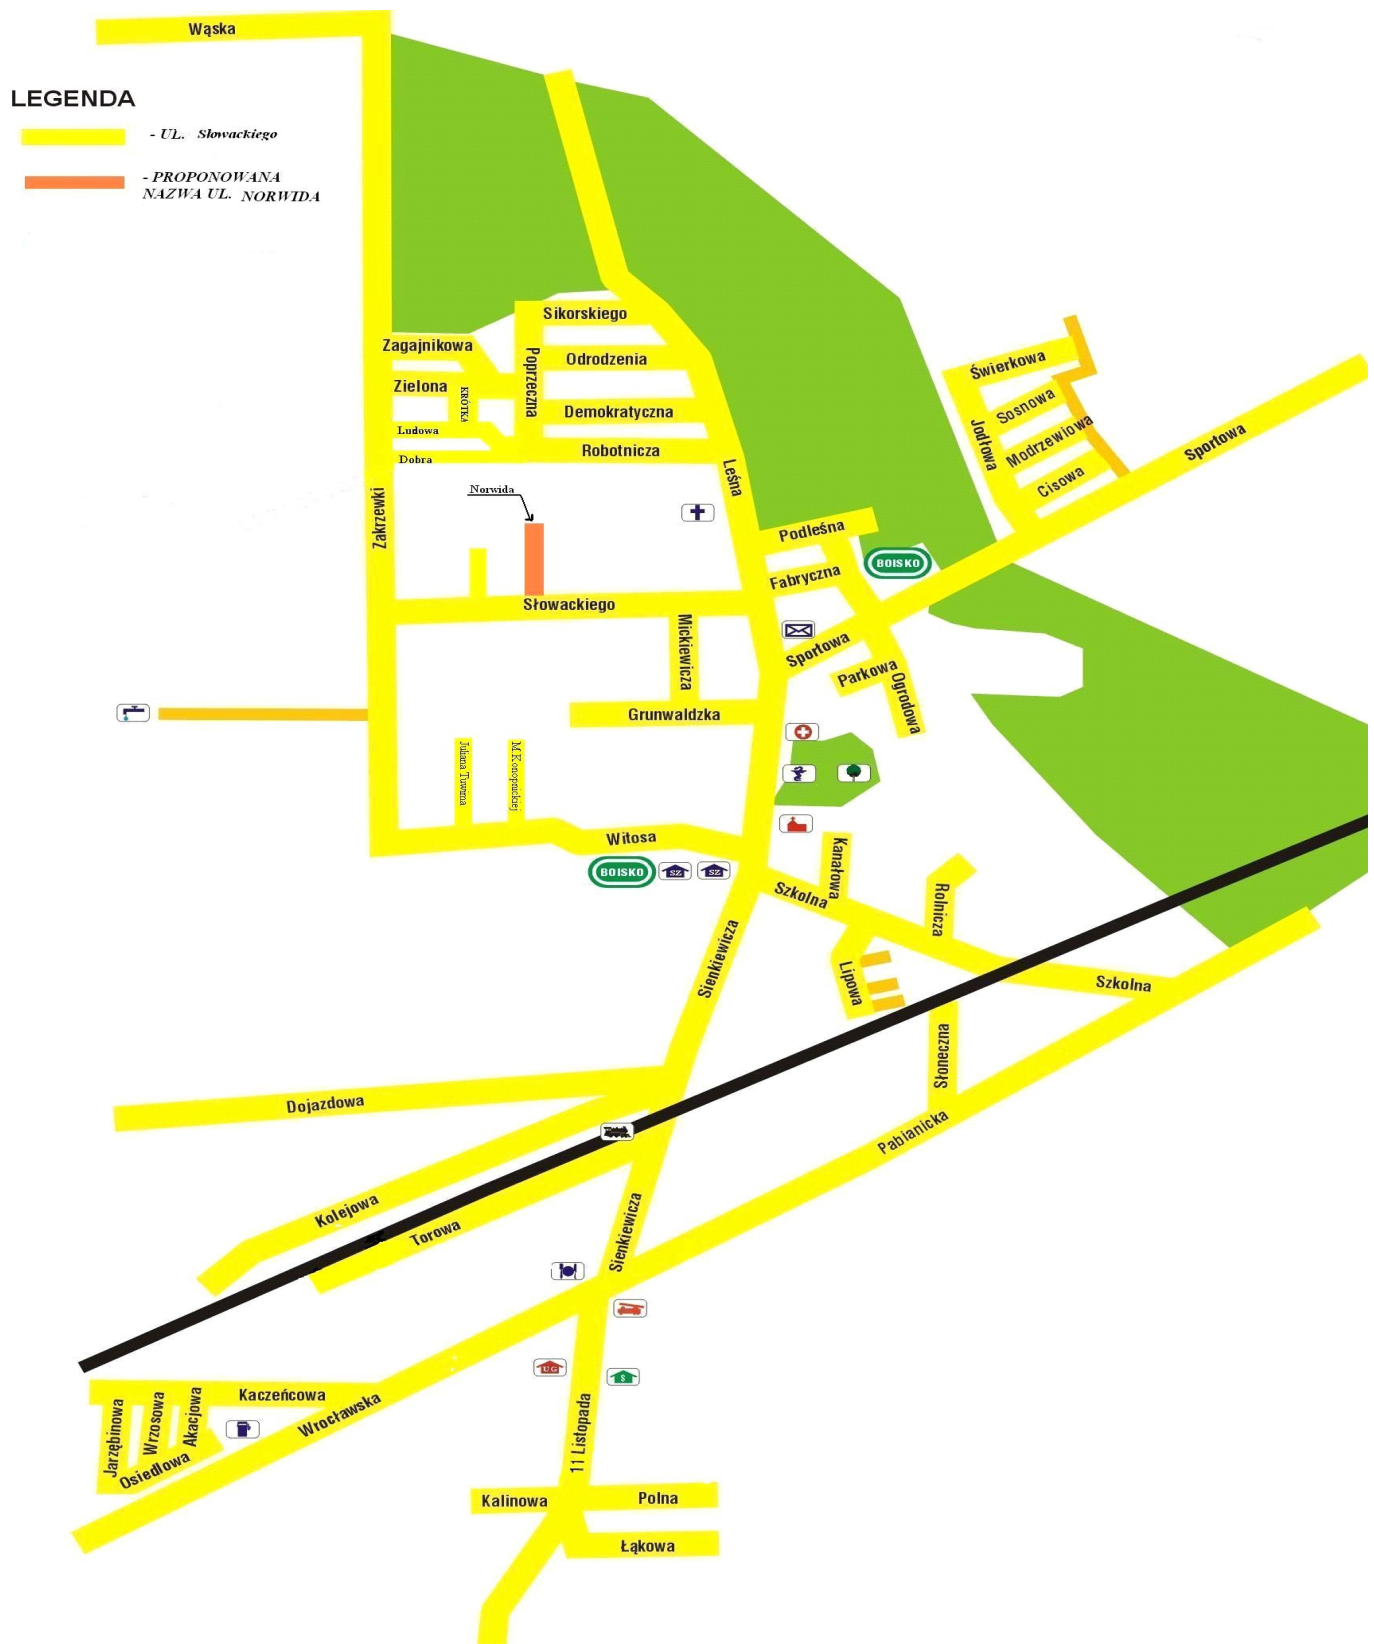 Wąska
LEGENDA
- UŁ. Słowackiego
- PROPONOWANA
NAZWA UL. NORWIDA
Sikorskiego
Zagajnikowa
Poprzeczna
Odrodzenia
Świerkowa
Zielona
KRÓTKA
Sosnowa
Demokratyczna
Jodłowa
Modrzewiowa
Sportowa
Ludowa
Robotnicza
Dobra
Leśna
Cisowa
Norwida
Zakrzewki
Podleśna
BOISKO
Fabryczna
Słowackiego
Mickiewicza
Sportowa
Parkowa
Ogrodowa
Grunwaldzka
Juliana Tuwima
M.Konopnickiej
Witosa
BOISKO
SZ
SZ
Kanałowa
Szkolna
Rolnicza
Sienkiewicza
Lipowa
Szkolna
Słoneczna
Dojazdowa
Pabianicka
Kolejowa
Torowa
Sienkiewicza
UG
$
Kaczeńcowa
Jarzębinowa
Wrzosowa
Akacjowa
Wrocławska
Osiedlowa
11 Listopada
Kalinowa
Polna
Łąkowa